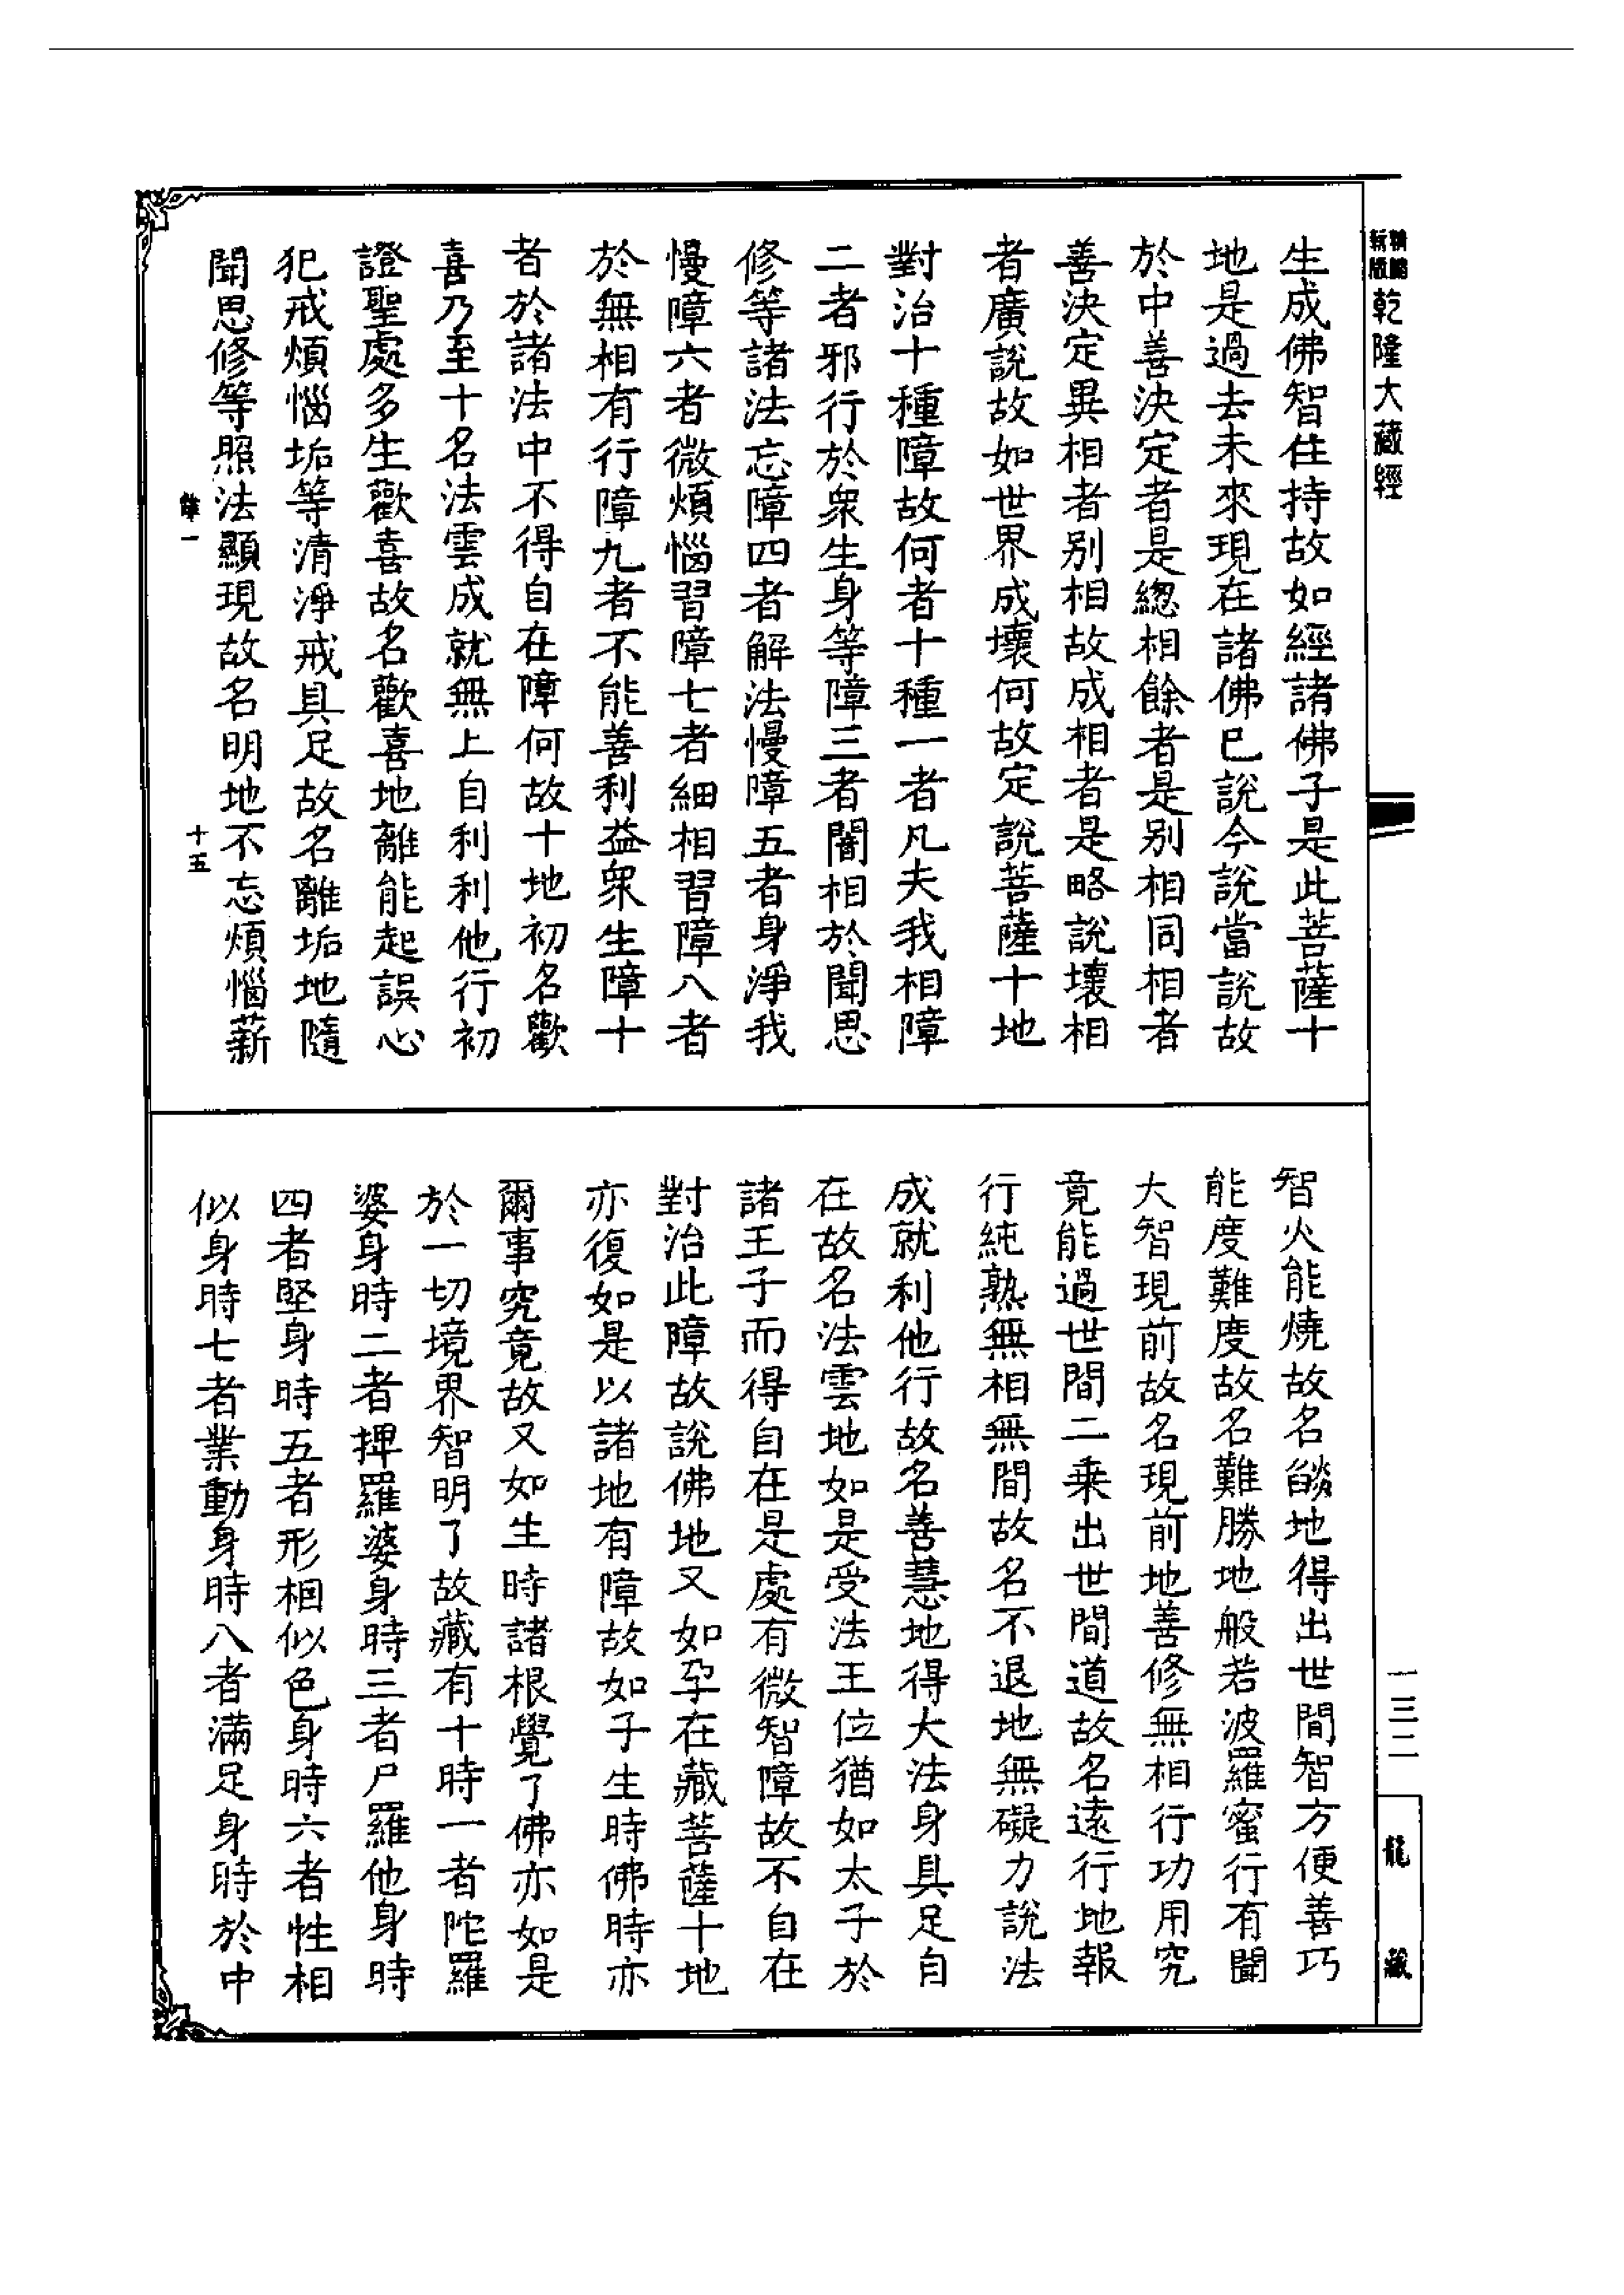 乾隆大藏經
生成佛智住持故如經諸佛子是此菩薩十
地是過去未來現在諸佛已說今說當說故
於中善決定者是緫相餘者是別相同相者
善決定異相者別相故成相者是略說壞相
者廣說故如世界成壞何故定說菩薩十地
對治十種障故何者十種一者凡夫我相障
二者邪行於衆生身等障三者闇相於聞思
修等諸法忘障四者解法慢障五者身淨我
慢障六者微煩惱習障七者細相習障八者
於無相有行障九者不能善利益衆生障十
者於諸法中不得自在障何故十地初名歡
喜乃至十名法雲成就無上自利利他行初
證聖處多生歡喜故名歡喜地離能起誤心
犯戒煩惱垢等清淨戒具足故名離垢地隨
聞思修等照法顯現故名明地不忘煩惱薪
十五
智火能燒故名燄地得出世間智方便善巧
能度難度故名難勝地般若波羅蜜行有聞
大智現前故名現前地善修無相行功用究
竟能過世間二乗出世間道故名遠行地報
行純熟無相無間故名不退地無礙力說法
成就利他行故名善慧地得大法身具足自
在故名法雲地如是受法王位猶如太子於
諸王子而得自在是處有微智障故不自在
對治此障故說佛地又如孕在藏菩薩十地
亦復如是以諸地有障故如子生時佛時亦
爾事究竟故又如生時諸根覺了佛亦如是
於一切境界智明了故藏有十時一者陀羅
婆身時二者捭羅婆身時三者尸羅他身時
四者堅身時五者形相似色身時六者性相
似身時七者業動身時八者滿足身時於中
一三二
龍藏